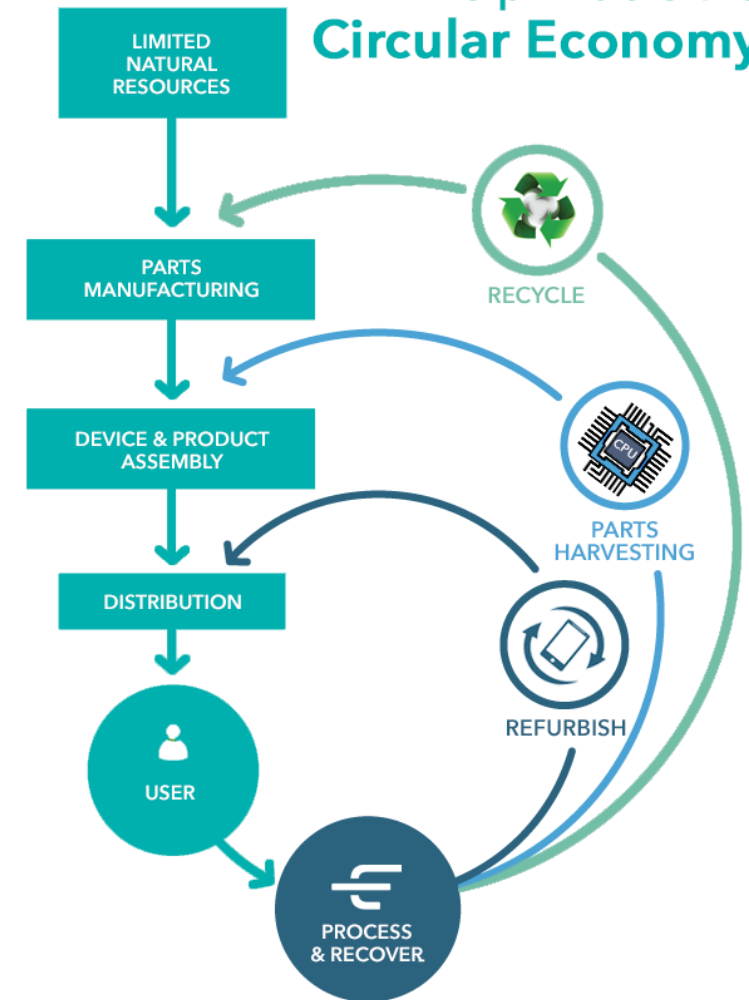 Circular Economy
LIMITED
NATURAL
RESOURCES
PARTS
MANUFACTURING
RECYCLE
DEVICE & PRODUCT
ASSEMBLY
CPU
PARTS
HARVESTING
DISTRIBUTION
REFURBISH
USER
PROCESS
& RECOVER